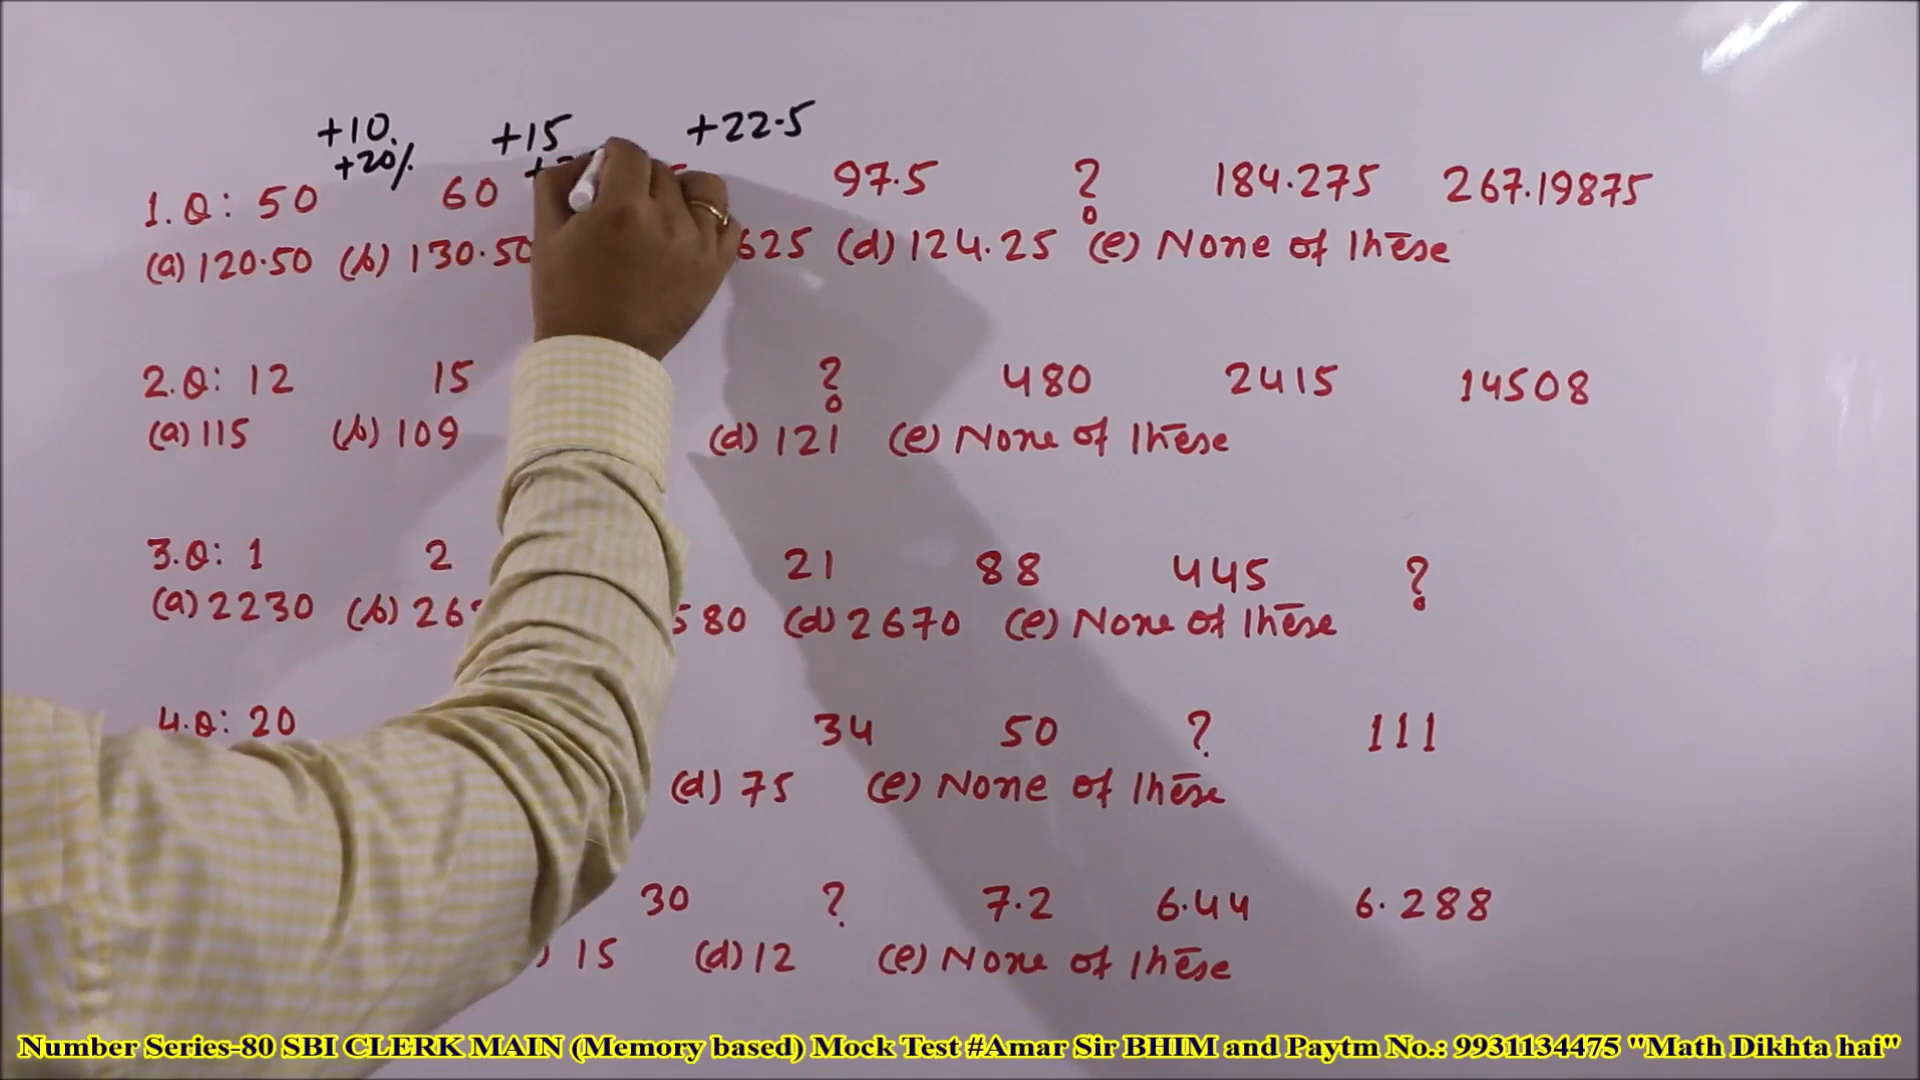 +10. +15 +22.5
+20%
1.Q: 50 60 97.5 ? 184.275 267.19875
(a) 120.50 (b) 130.50 625 (d) 124.25 (e) None of these
2.Q: 12 15 ? 480 2415 14508
(a) 115 (b) 109 (d) 121 (e) None of these
3.Q: 1 2 21 88 445 ?
(a) 2230 (b) 580 (d) 2670 (e) None of these
4.Q: 20 34 50 ? 111
(d) 75 (e) None of these
30 ? 7.2 6.44 6.288
) 15 (d) 12 (e) None of these
Number Series-80 SBI CLERK MAIN (Memory based) Mock Test #Amar Sir BHIM and Paytm No.: 9931134475 "Math Dikhta hai"